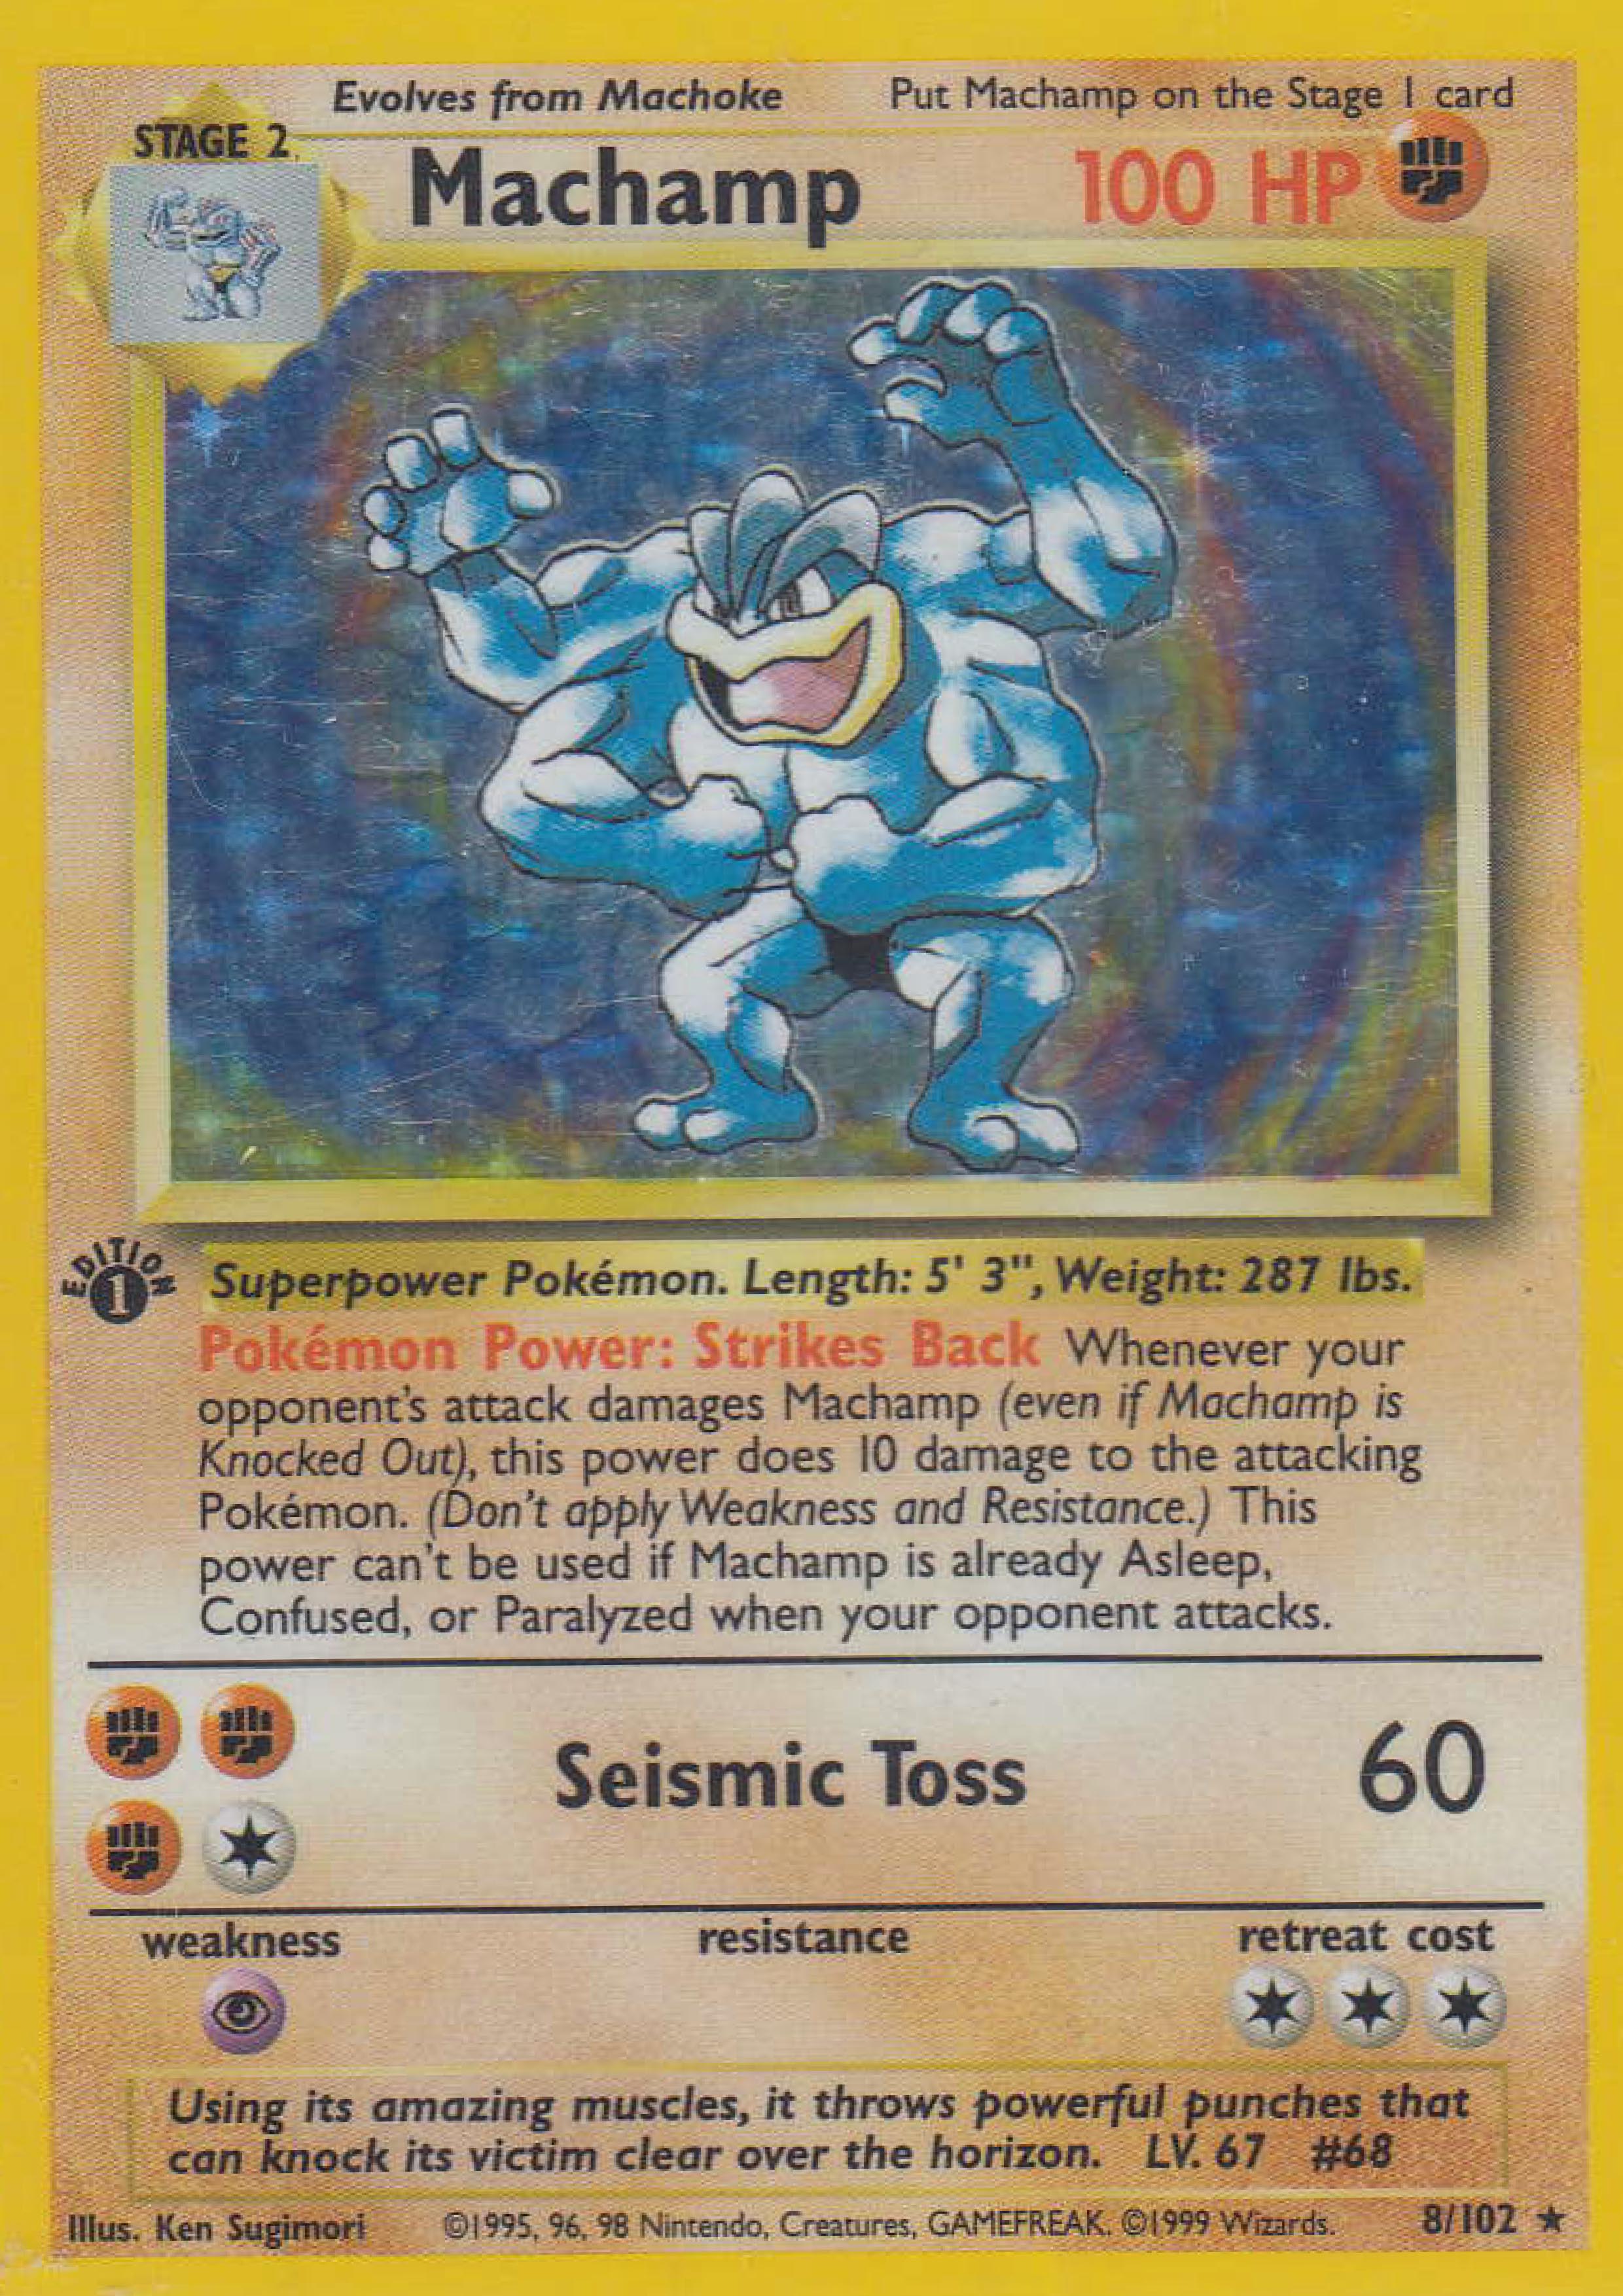 Evolves from Machoke Put Machamp on the Stage 1 card
STAGE 2
Machamp 100 HP
EDITION
1
Superpower Pokémon. Length: 5' 3", Weight: 287 lbs.
Pokémon Power: Strikes Back Whenever your
opponent's attack damages Machamp (even if Machamp is
Knocked Out), this power does 10 damage to the attacking
Pokémon. (Don't apply Weakness and Resistance.) This
power can't be used if Machamp is already Asleep,
Confused, or Paralyzed when your opponent attacks.
Seismic Toss 60
weakness resistance retreat cost
Using its amazing muscles, it throws powerful punches that
can knock its victim clear over the horizon. LV. 67 #68
Illus. Ken Sugimori ©1995, 96, 98 Nintendo, Creatures, GAMEFREAK. ©1999 Wizards. 8/102 ★